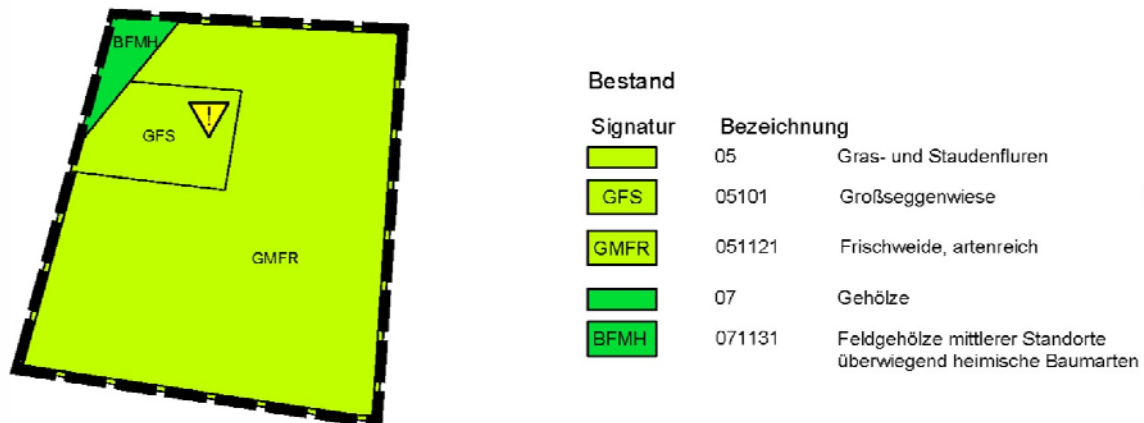 BFMH
GFS
!
GMFR
Bestand
Signatur Bezeichnung
05 Gras- und Staudenfluren
GFS 05101 Großseggenwiese
GMFR 051121 Frischweide, artenreich
07 Gehölze
BFMH 071131 Feldgehölze mittlerer Standorte
überwiegend heimische Baumarten